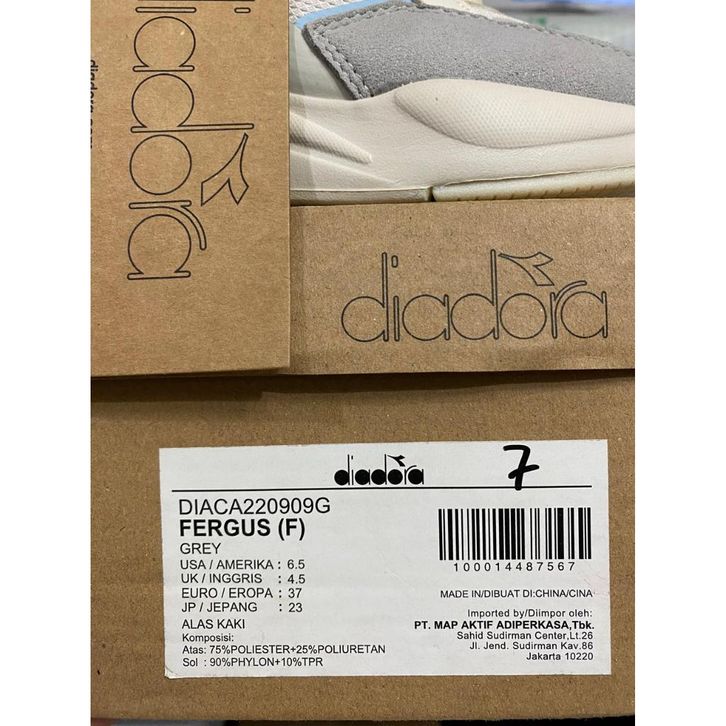 diadora
diadora.com
diadora
diadora
7
DIACA220909G
FERGUS (F)
GREY
USA / AMERIKA : 6.5
UK / INGGRIS : 4.5
EURO / EROPA : 37
JP / JEPANG : 23
ALAS KAKI
Komposisi:
Atas: 75%POLIESTER+25%POLIURETAN
Sol : 90%PHYLON+10%TPR
100014487567
MADE IN/DIBUAT DI:CHINA/CINA
Imported by/Diimpor oleh:
PT. MAP AKTIF ADIPERKASA,Tbk.
Sahid Sudirman Center,Lt.26
Jl. Jend. Sudirman Kav.86
Jakarta 10220